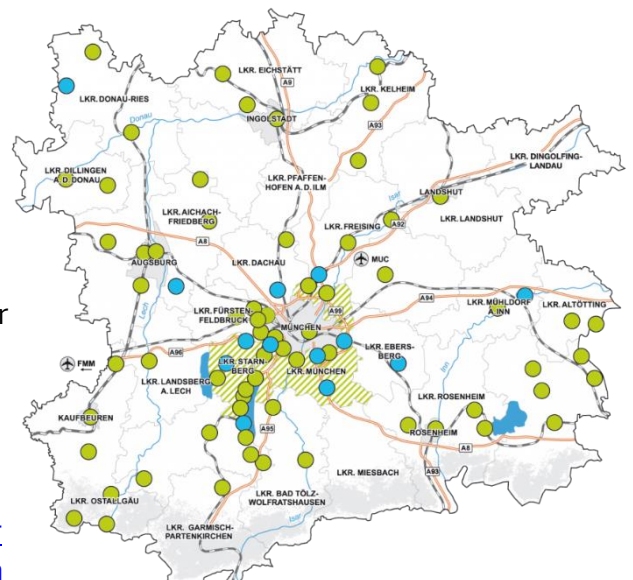 LKR. EICHSTÄTT
A9
LKR. KELHEIM
LKR. DONAU-RIES
Donau
INGOLSTADT
A93
LKR. DINGOLFING-
LANDAU
LKR. DILLINGEN
A. D. DONAU
LKR. PFAFFEN-
HOFEN A. D. ILM
Isar
LANDSHUT
LKR. AICHACH-
FRIEDBERG
LKR. FREISING
A92
LKR. LANDSHUT
A8
AUGSBURG
LKR. DACHAU
MUC
Lech
A94
LKR. MÜHLDORF
A. INN
LKR. ALTÖTTING
r
LKR. FÜRSTEN-
FELDBRUCK
A99
MÜNCHEN
FMM
A96
LKR. STARN-
BERG
LKR. MÜNCHEN
LKR. EBERS-
BERG
Inn
LKR. LANDSBERG
A. LECH
LKR. ROSENHEIM
KAUFBEUREN
A95
ROSENHEIM
A8
A93
LKR. MIESBACH
LKR. OSTALLGÄU
LKR. BAD TÖLZ-
WOLFRATSHAUSEN
Isar
LKR. GARMISCH-
PARTENKIRCHEN